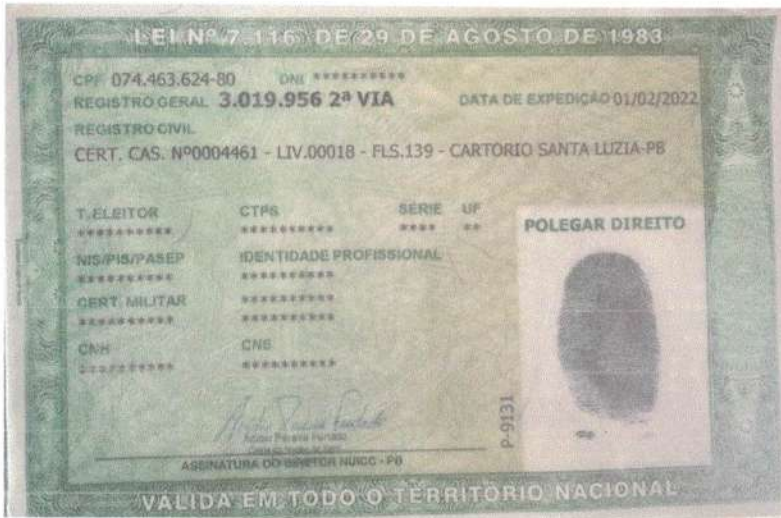 LEI Nº 7.116, DE 29 DE AGOSTO DE 1983
CPF 074.463.624-80 DNI **********
REGISTRO GERAL 3.019.956 2ª VIA DATA DE EXPEDIÇÃO 01/02/2022
REGISTRO CIVIL
CERT. CAS. Nº0004461 - LIV.00018 - FLS.139 - CARTORIO SANTA LUZIA-PB
T.ELEITOR CTPS SÉRIE UF
********** ********** **** **
POLEGAR DIREITO
NIS/PIS/PASEP IDENTIDADE PROFISSIONAL
********** **********
CERT. MILITAR **********
********** **********
CNH CNS
********** **********
P-9131
ASSINATURA DO DIRETOR NUICC - PB
VÁLIDA EM TODO O TERRITÓRIO NACIONAL